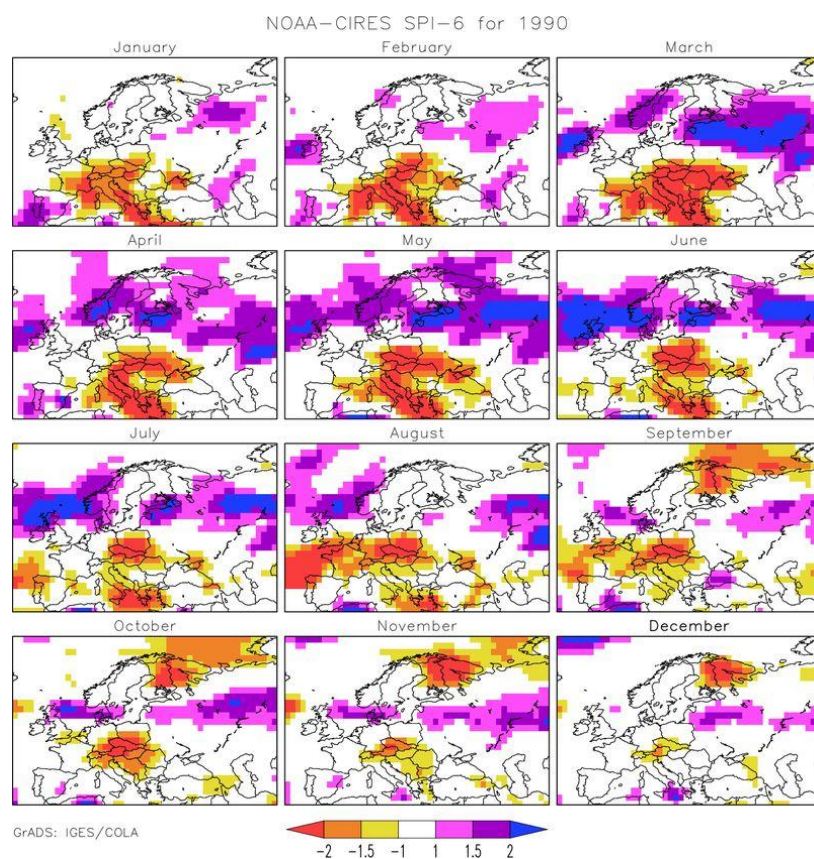 NOAA-CIRES SPI-6 for 1990
January February March
April May June
July August September
October November December
GrADS: IGES/COLA
-2 -1.5 -1 1 1.5 2